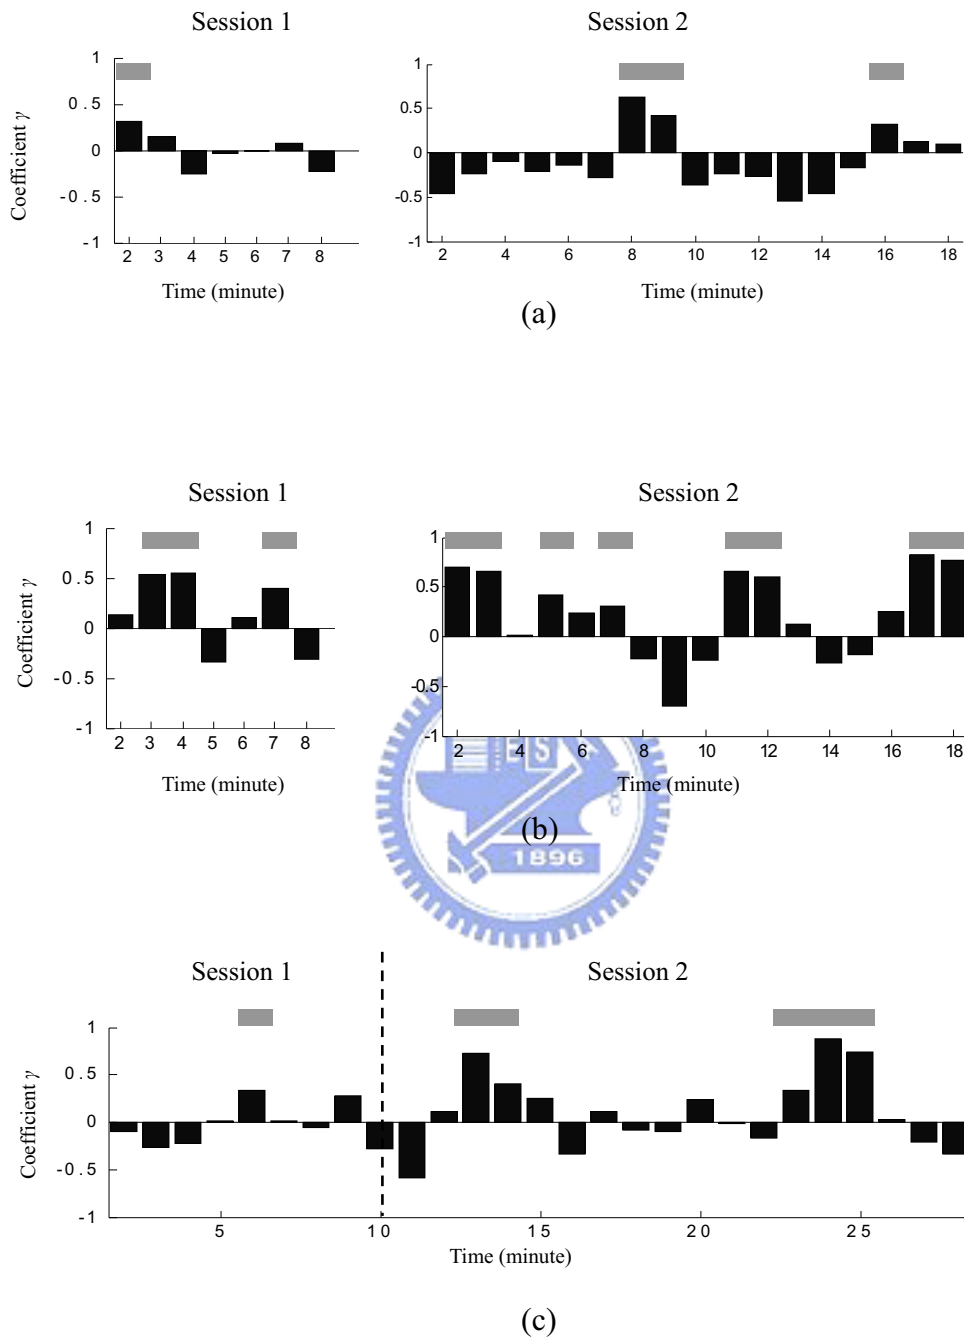 Session 1
Session 2
1
0.5
0
-0.5
-1
Coefficient γ
2 3 4 5 6 7 8
Time (minute)
1
0.5
0
-0.5
-1
2 4 6 8 10 12 14 16 18
Time (minute)
(a)
Session 1
Session 2
1
0.5
0
-0.5
-1
Coefficient γ
2 3 4 5 6 7 8
Time (minute)
1
0.5
0
-0.5
-1
2 4 6 8 10 12 14 16 18
Time (minute)
E S
(b)
1896
Session 1
Session 2
1
0.5
0
-0.5
-1
Coefficient γ
5 10 15 20 25
Time (minute)
(c)